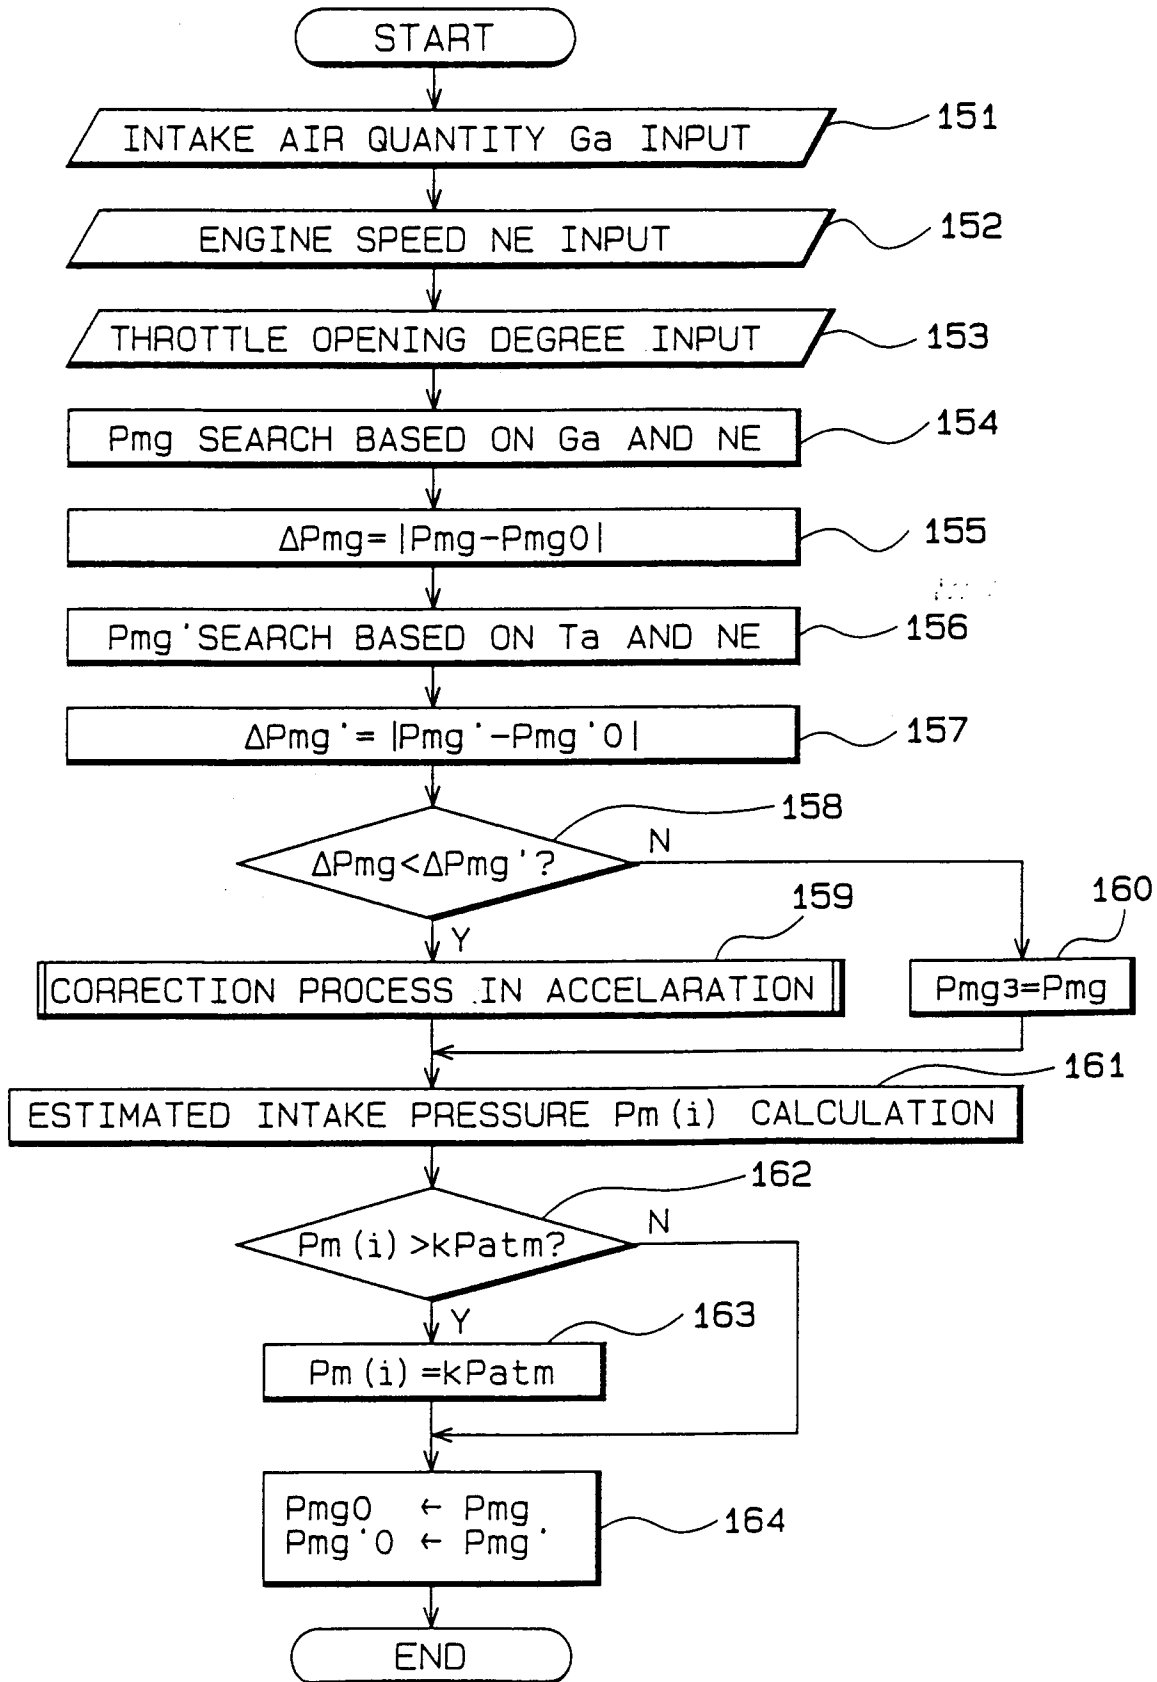 START
INTAKE AIR QUANTITY Ga INPUT
151
ENGINE SPEED NE INPUT
152
THROTTLE OPENING DEGREE INPUT
153
Pmg SEARCH BASED ON Ga AND NE
154
ΔPmg=|Pmg-Pmg0|
155
Pmg'SEARCH BASED ON Ta AND NE
156
ΔPmg'=|Pmg'-Pmg'0|
157
158
ΔPmg<ΔPmg'?
N
Y
159
160
CORRECTION PROCESS IN ACCELARATION
Pmg3=Pmg
161
ESTIMATED INTAKE PRESSURE Pm(i) CALCULATION
162
Pm(i)>kPatm?
N
Y
163
Pm(i)=kPatm
Pmg0 ← Pmg
Pmg'0 ← Pmg'
164
END